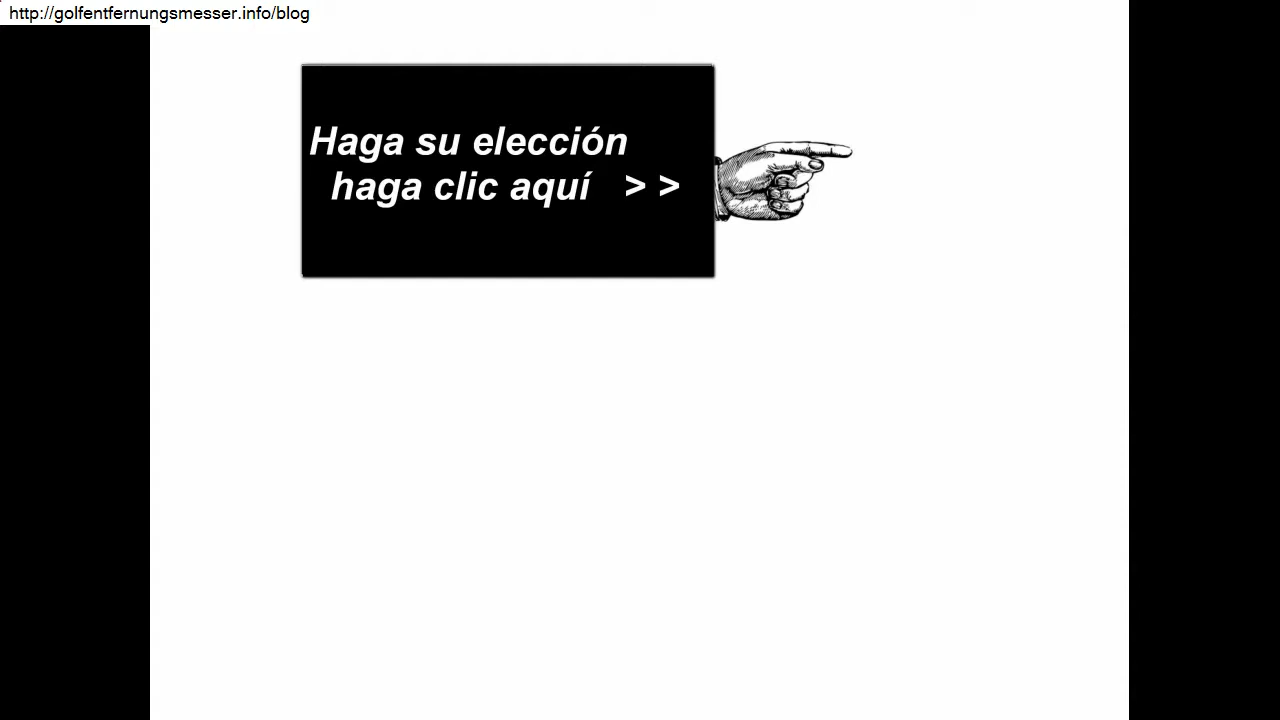 http://golfentfernungsmesser.info/blog
Haga su elección
haga clic aquí > >